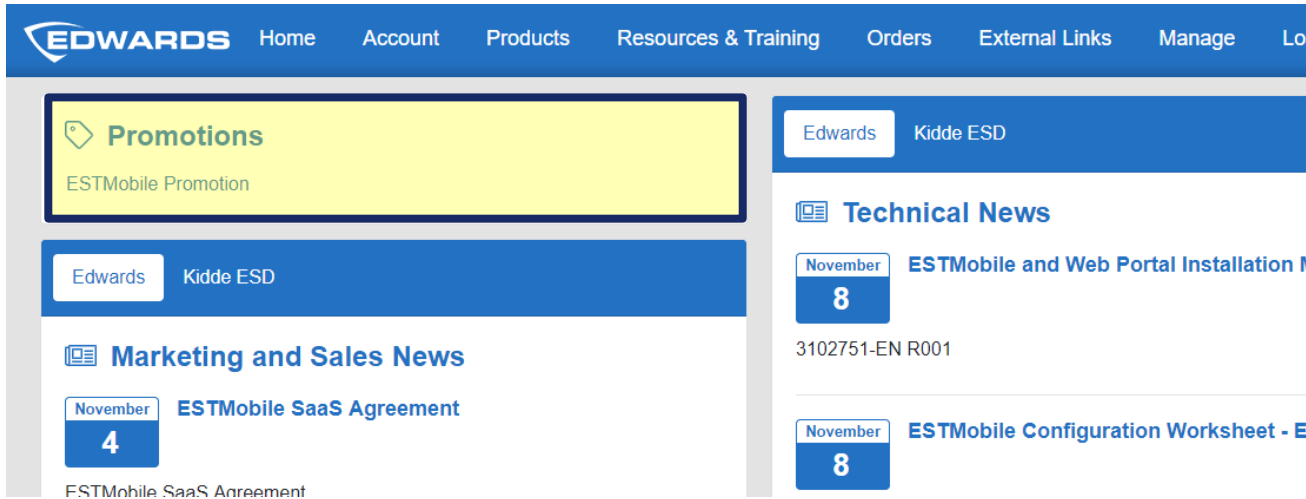 EDWARDS Home Account Products Resources & Training Orders External Links Manage
Promotions
ESTMobile Promotion
Edwards Kidde ESD
Marketing and Sales News
November
4
ESTMobile SaaS Agreement
ESTMobile SaaS Agreement
Edwards Kidde ESD
Technical News
November
8
ESTMobile and Web Portal Installation
3102751-EN R001
November
8
ESTMobile Configuration Worksheet -